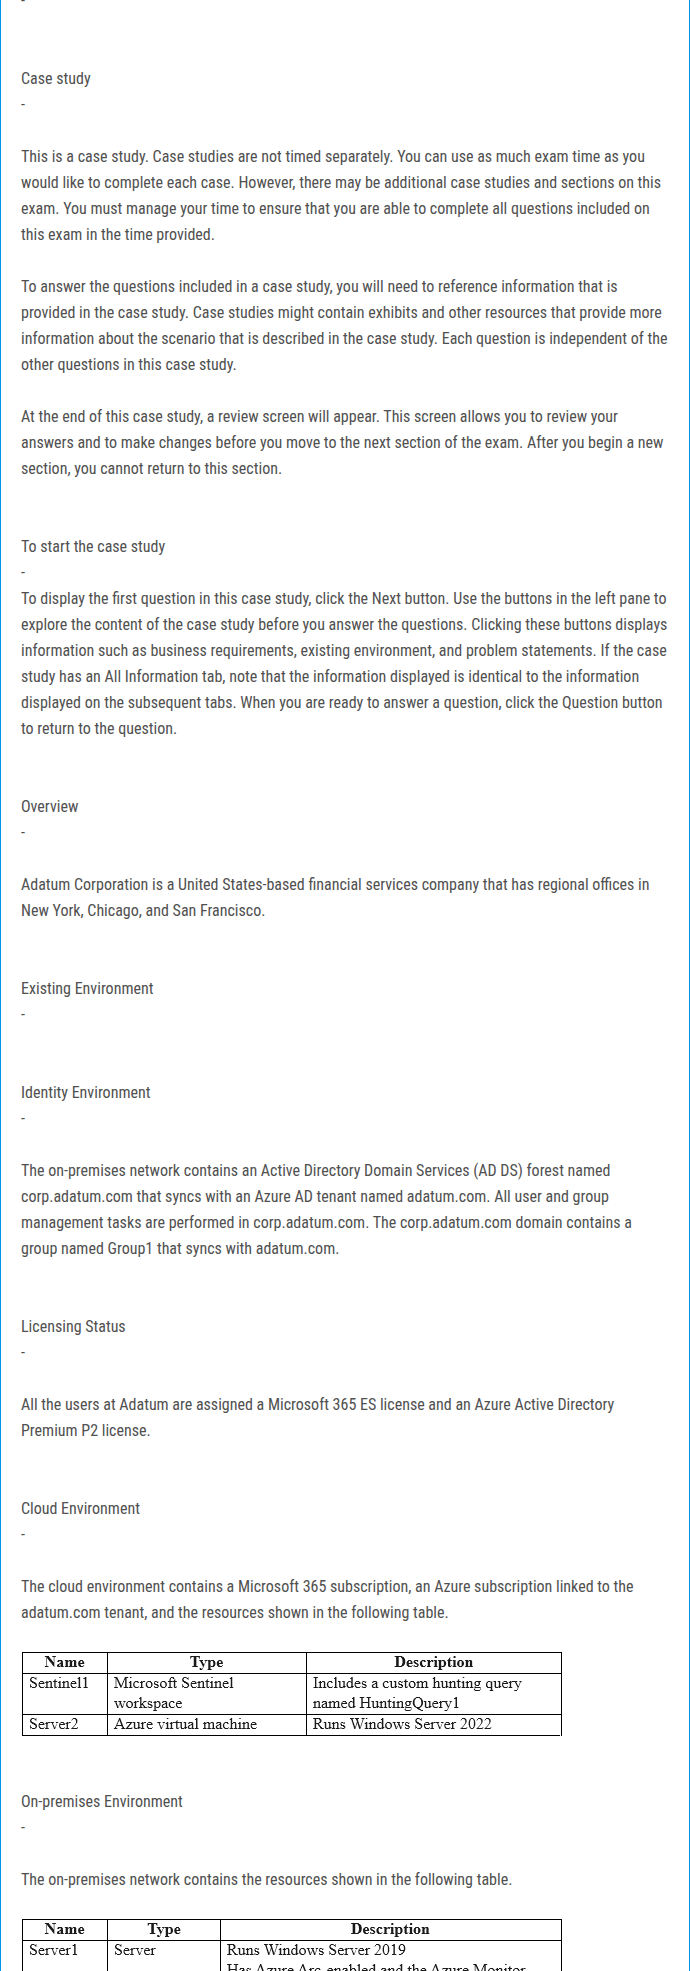 -
Case study
-
This is a case study. Case studies are not timed separately. You can use as much exam time as you
would like to complete each case. However, there may be additional case studies and sections on this
exam. You must manage your time to ensure that you are able to complete all questions included on
this exam in the time provided.
To answer the questions included in a case study, you will need to reference information that is
provided in the case study. Case studies might contain exhibits and other resources that provide more
information about the scenario that is described in the case study. Each question is independent of the
other questions in this case study.
At the end of this case study, a review screen will appear. This screen allows you to review your
answers and to make changes before you move to the next section of the exam. After you begin a new
section, you cannot return to this section.
To start the case study
-
To display the first question in this case study, click the Next button. Use the buttons in the left pane to
explore the content of the case study before you answer the questions. Clicking these buttons displays
information such as business requirements, existing environment, and problem statements. If the case
study has an All Information tab, note that the information displayed is identical to the information
displayed on the subsequent tabs. When you are ready to answer a question, click the Question button
to return to the question.
Overview
-
Adatum Corporation is a United States-based financial services company that has regional offices in
New York, Chicago, and San Francisco.
Existing Environment
-
Identity Environment
-
The on-premises network contains an Active Directory Domain Services (AD DS) forest named
corp.adatum.com that syncs with an Azure AD tenant named adatum.com. All user and group
management tasks are performed in corp.adatum.com. The corp.adatum.com domain contains a
group named Group1 that syncs with adatum.com.
Licensing Status
-
All the users at Adatum are assigned a Microsoft 365 ES license and an Azure Active Directory
Premium P2 license.
Cloud Environment
-
The cloud environment contains a Microsoft 365 subscription, an Azure subscription linked to the
adatum.com tenant, and the resources shown in the following table.
Name Type Description
Sentinel1 Microsoft Sentinel Includes a custom hunting query
workspace named HuntingQuery1
Server2 Azure virtual machine Runs Windows Server 2022
On-premises Environment
-
The on-premises network contains the resources shown in the following table.
Name Type Description
Server1 Server Runs Windows Server 2019
Has Azure Arc-enabled and the Azure Monitor